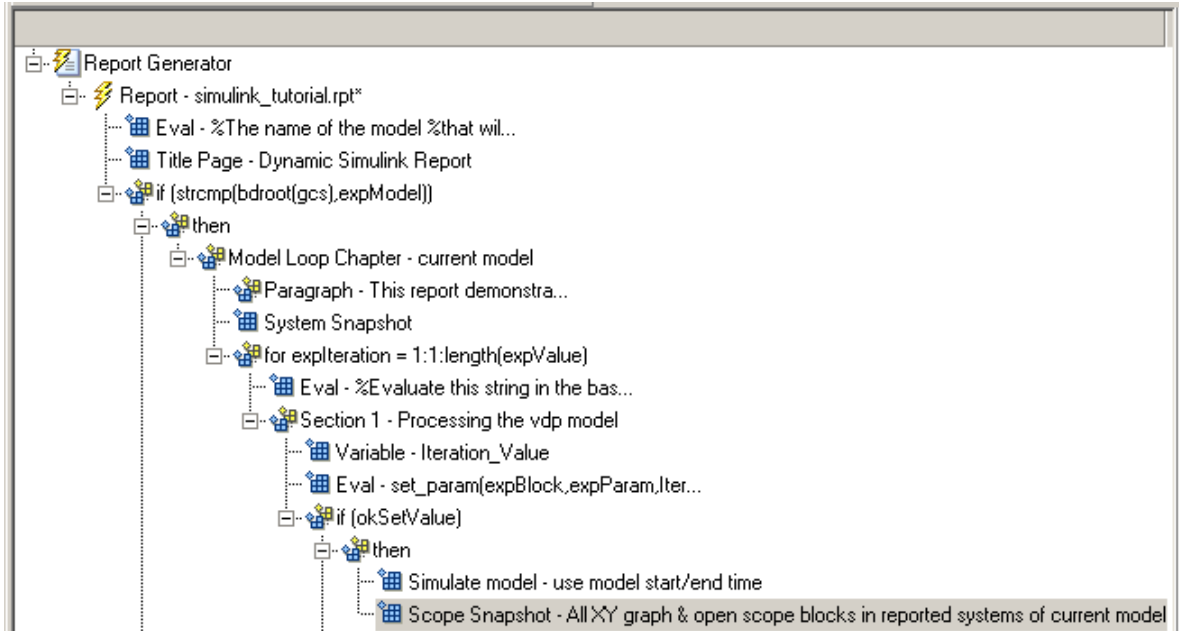 Report Generator
Report - simulink_tutorial.rpt*
Eval - %The name of the model %that wil...
Title Page - Dynamic Simulink Report
if (strcmp(bdroot(gcs),expModel))
then
Model Loop Chapter - current model
Paragraph - This report demonstra...
System Snapshot
for expIteration = 1:1:length(expValue)
Eval - %Evaluate this string in the bas...
Section 1 - Processing the vdp model
Variable - Iteration_Value
Eval - set_param(expBlock,expParam,Iter...
if (okSetValue)
then
Simulate model - use model start/end time
Scope Snapshot - All XY graph & open scope blocks in reported systems of current model